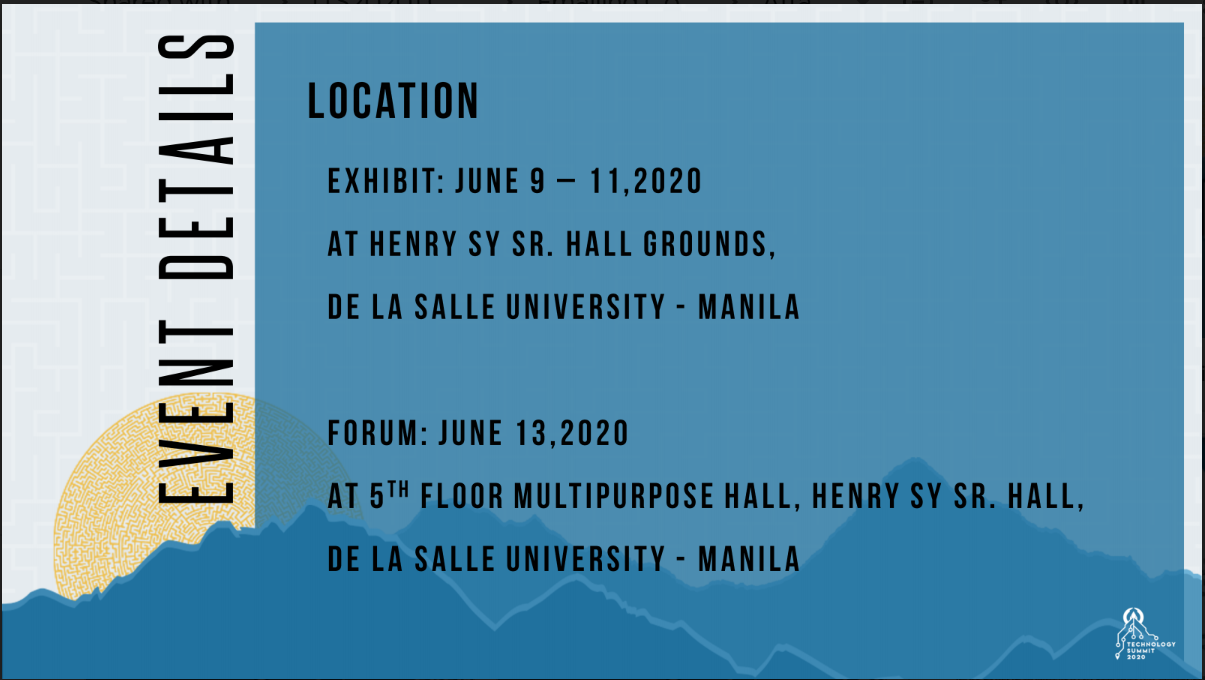 EVENT DETAILS
LOCATION
EXHIBIT: JUNE 9 – 11,2020
AT HENRY SY SR. HALL GROUNDS,
DE LA SALLE UNIVERSITY - MANILA
FORUM: JUNE 13,2020
AT 5TH FLOOR MULTIPURPOSE HALL, HENRY SY SR. HALL,
DE LA SALLE UNIVERSITY - MANILA
TECHNOLOGY
SUMMIT
2020